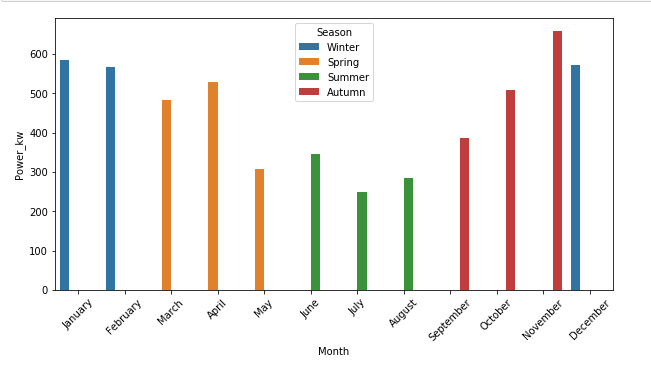 Season
Winter
Spring
Summer
Autumn
Power_kw
600
500
400
300
200
100
0
January
February
March
April
May
June
July
August
September
October
November
December
Month